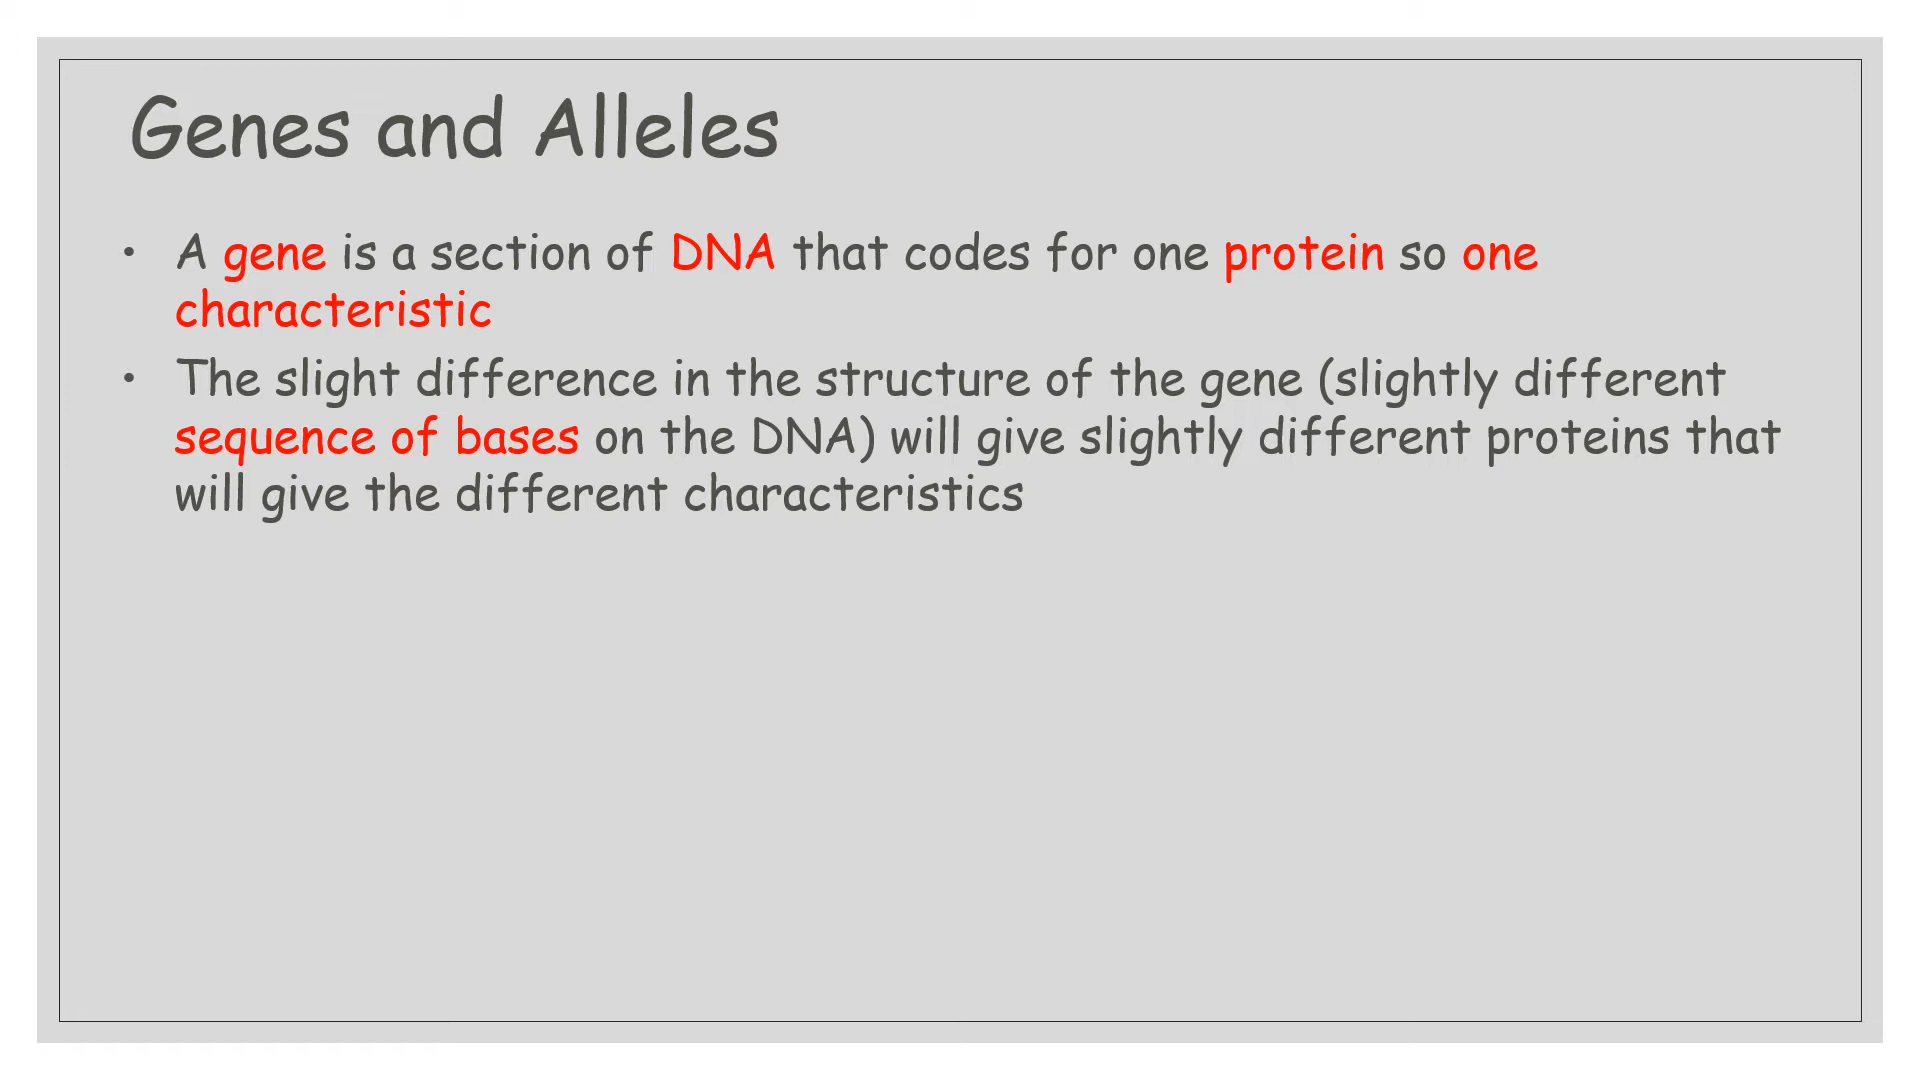 Genes and Alleles
• A gene is a section of DNA that codes for one protein so one
characteristic
• The slight difference in the structure of the gene (slightly different
sequence of bases on the DNA) will give slightly different proteins that
will give the different characteristics